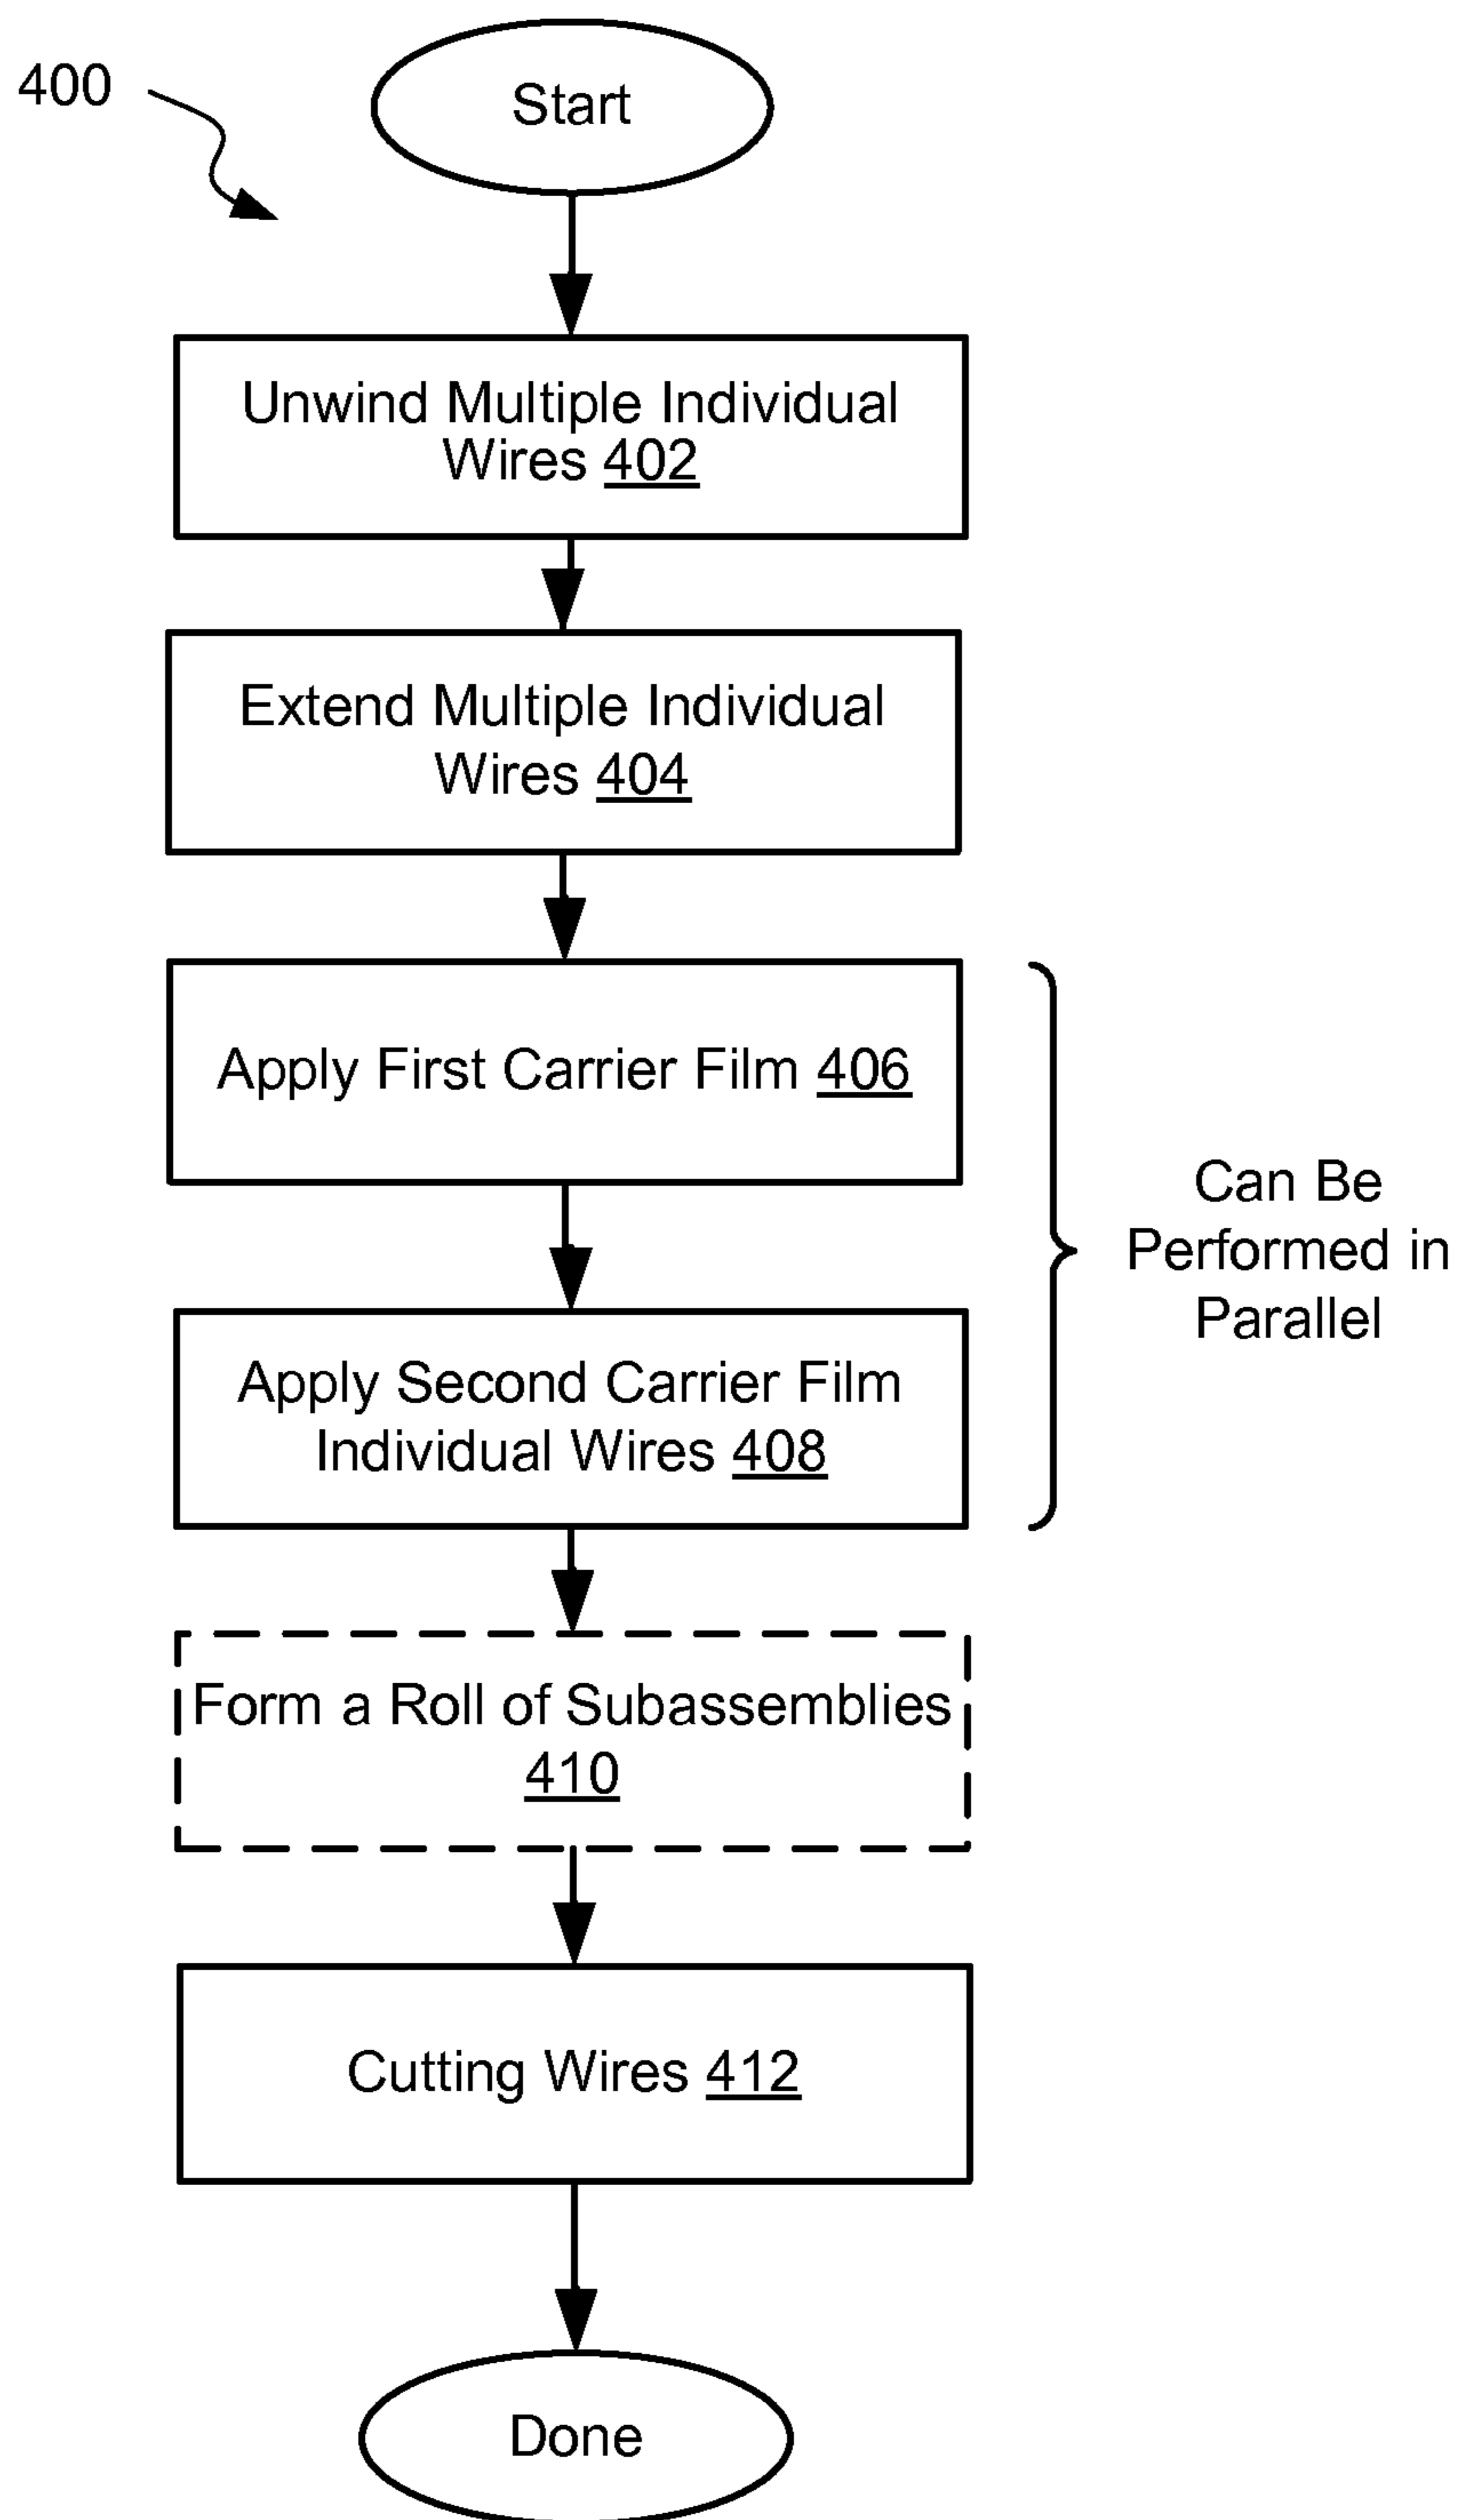 400
Start
Unwind Multiple Individual
Wires 402
Extend Multiple Individual
Wires 404
Apply First Carrier Film 406
Can Be
Performed in
Parallel
Apply Second Carrier Film
Individual Wires 408
Form a Roll of Subassemblies
410
Cutting Wires 412
Done